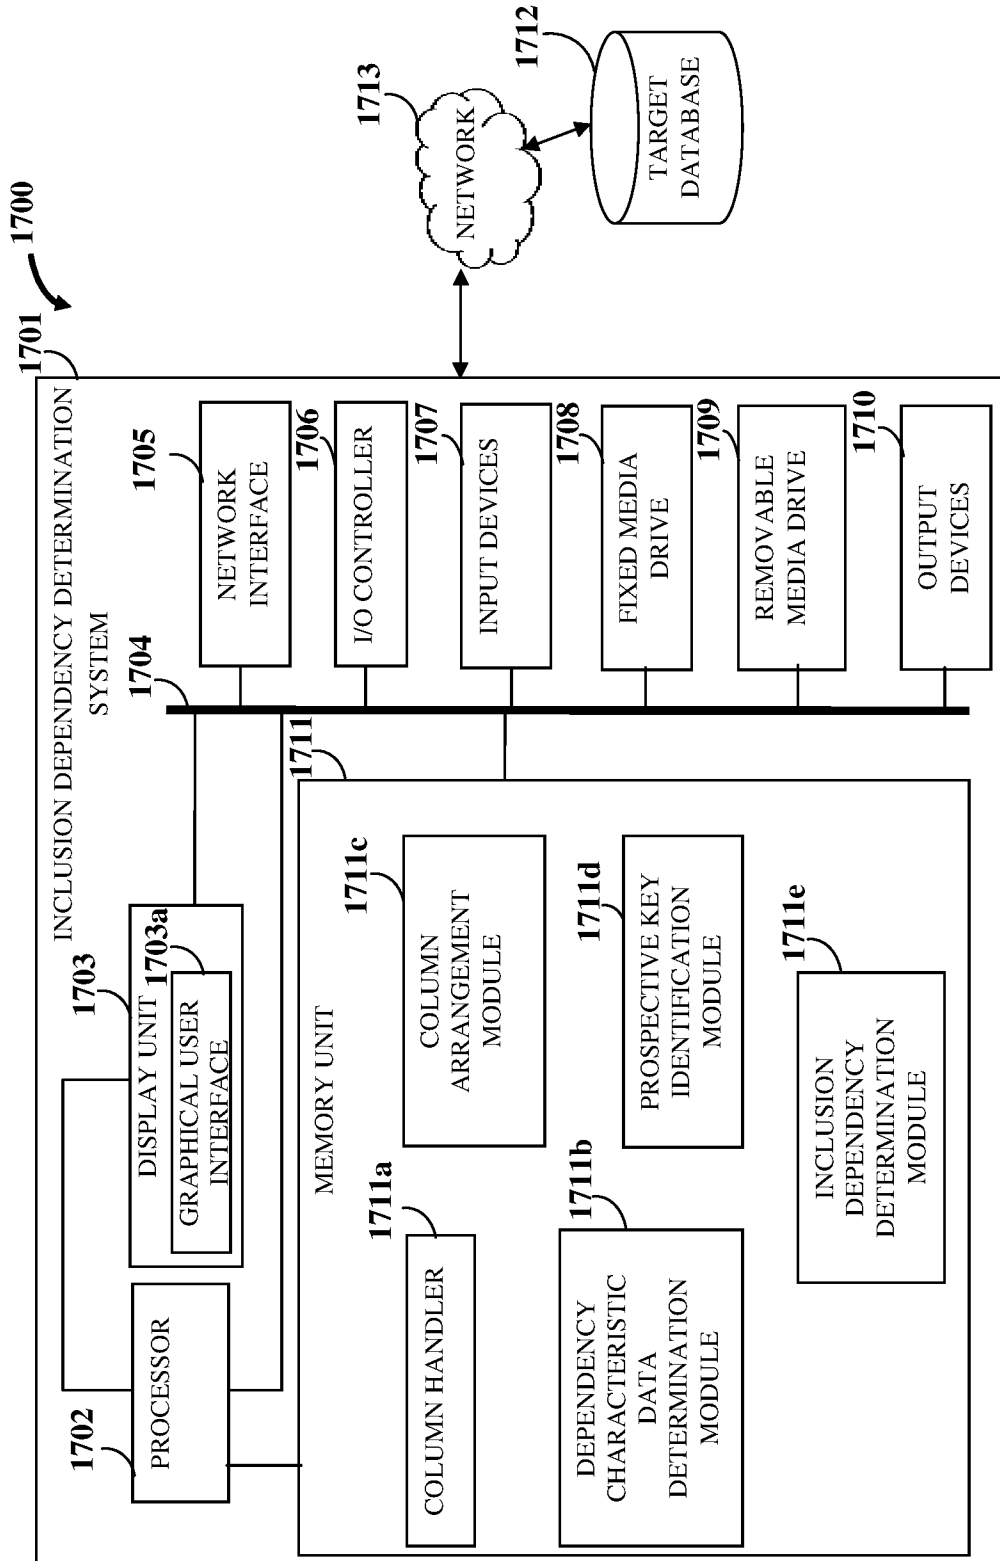 1700
1701
INCLUSION DEPENDENCY DETERMINATION
SYSTEM
1702
PROCESSOR
1703
DISPLAY UNIT
1703a
GRAPHICAL USER
INTERFACE
1704
1705
NETWORK
INTERFACE
1706
I/O CONTROLLER
1707
INPUT DEVICES
1708
FIXED MEDIA
DRIVE
1709
REMOVABLE
MEDIA DRIVE
1710
OUTPUT
DEVICES
1711
MEMORY UNIT
1711a
COLUMN HANDLER
1711c
COLUMN
ARRANGEMENT
MODULE
1711b
DEPENDENCY
CHARACTERISTIC
DATA
DETERMINATION
MODULE
1711d
PROSPECTIVE KEY
IDENTIFICATION
MODULE
1711e
INCLUSION
DEPENDENCY
DETERMINATION
MODULE
1713
NETWORK
1712
TARGET
DATABASE